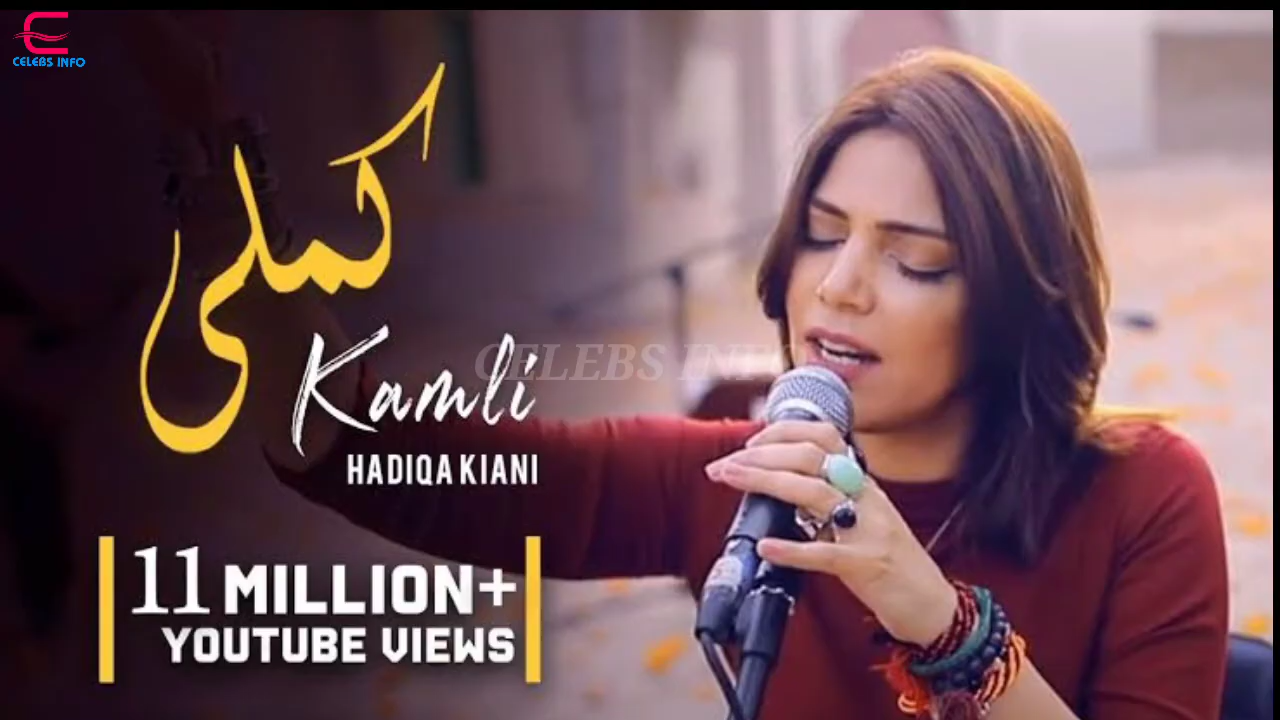 CELEBS INFO
کملی
Kamli
CELEBS INFO
HADIQA KIANI
11 MILLION+
YOUTUBE VIEWS